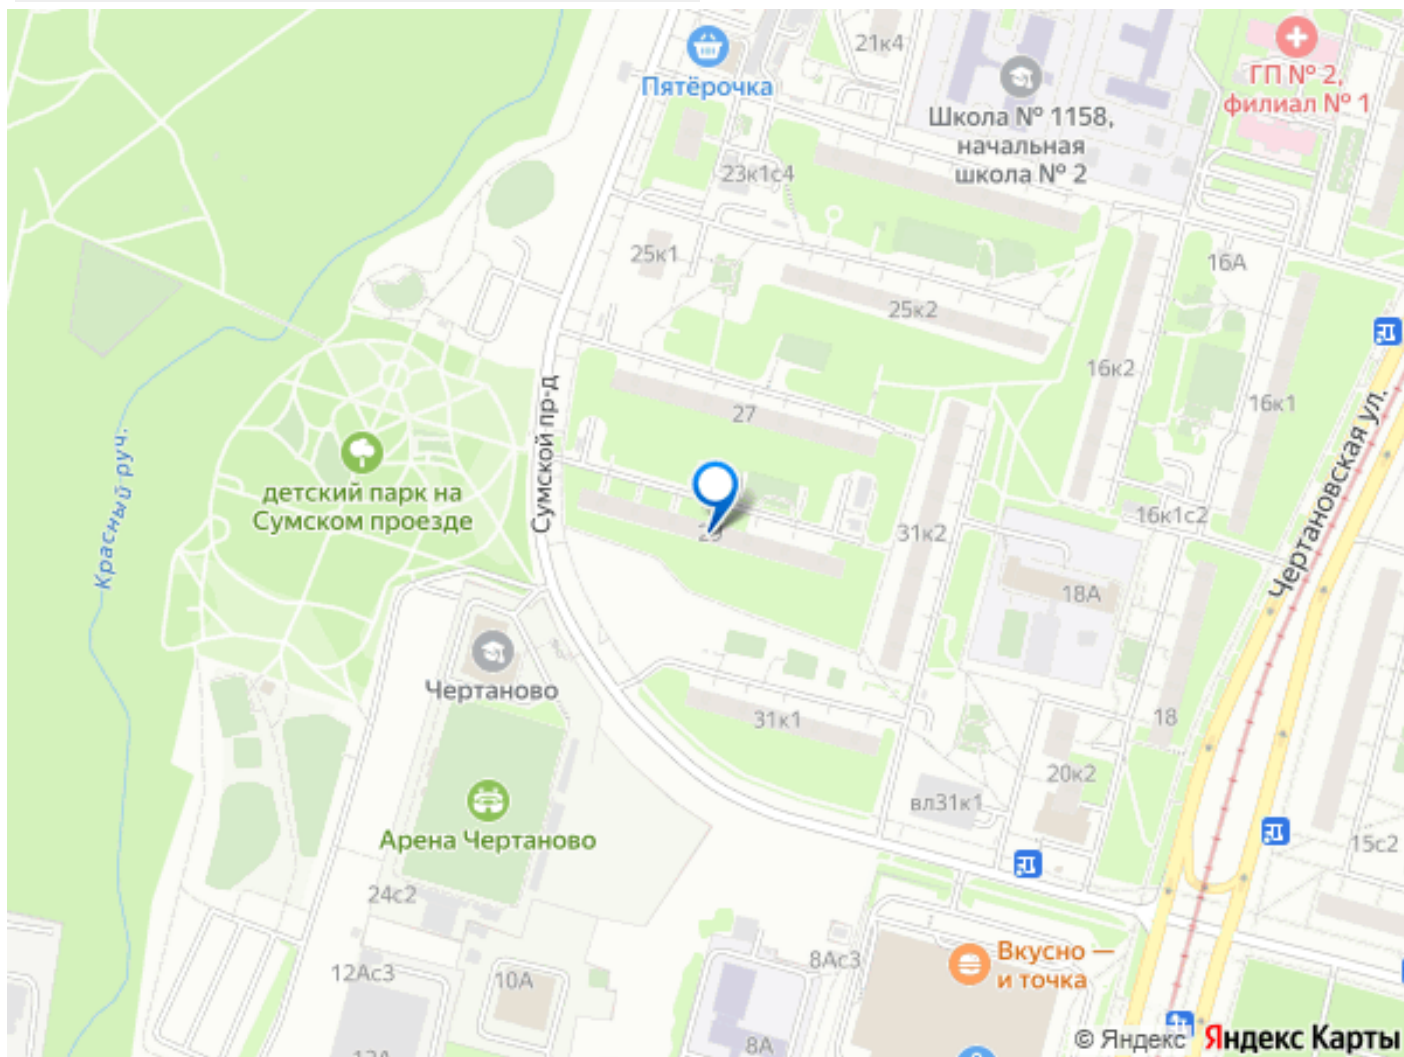 21к4
Пятёрочка
ГП № 2,
филиал № 1
Школа № 1158,
начальная
школа № 2
23к1с4
25к1
16А
25к2
16к2
16к1
27
Сумской пр-д
Чертановская ул.
детский парк на
Сумском проезде
Красный руч.
29
31к2
16к1с2
18А
Чертаново
31к1
18
20к2
вл31к1
Арена Чертаново
15с2
24с2
8Ас3
Вкусно —
и точка
12Ас3
10А
8А
© Яндекс Яндекс Карты